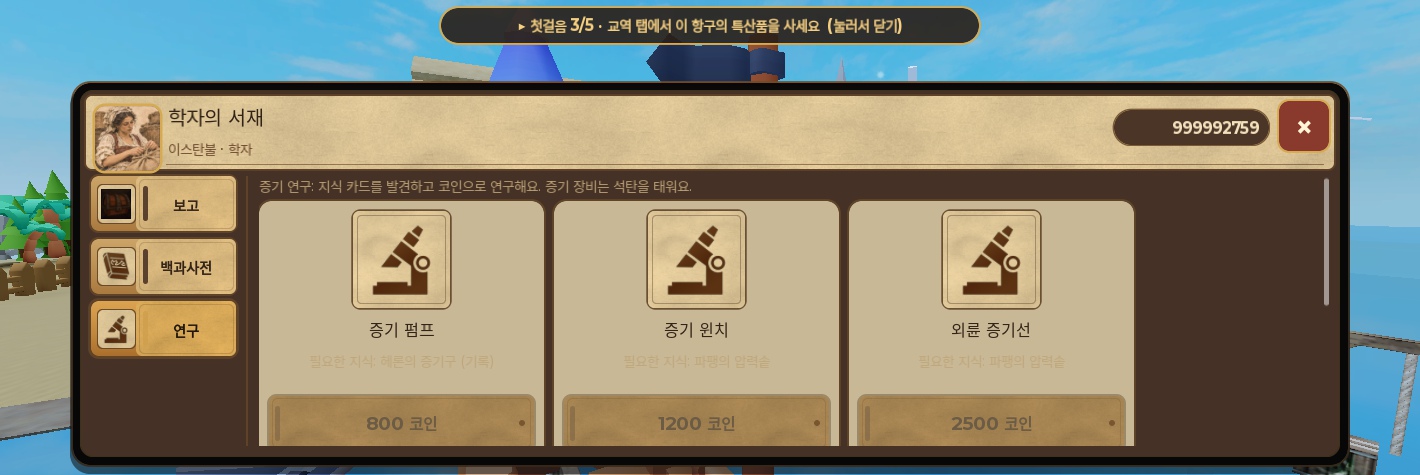 ▸ 첫걸음 3/5 · 교역 탭에서 이 항구의 특산품을 사세요 (눌러서 닫기)
학자의 서재
999992759
×
이스탄불 · 학자
보고
백과사전
연구
증기 연구: 지식 카드를 발견하고 코인으로 연구해요. 증기 장비는 석탄을 태워요.
증기 펌프
필요한 지식: 헤론의 증기구 (기록)
800 코인
증기 윈치
필요한 지식: 파팽의 압력솥
1200 코인
외륜 증기선
필요한 지식: 파팽의 압력솥
2500 코인